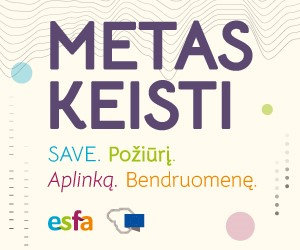 METAS
KEISTI
SAVE. Požiūrį.
Aplinką. Bendruomenę.
esfa